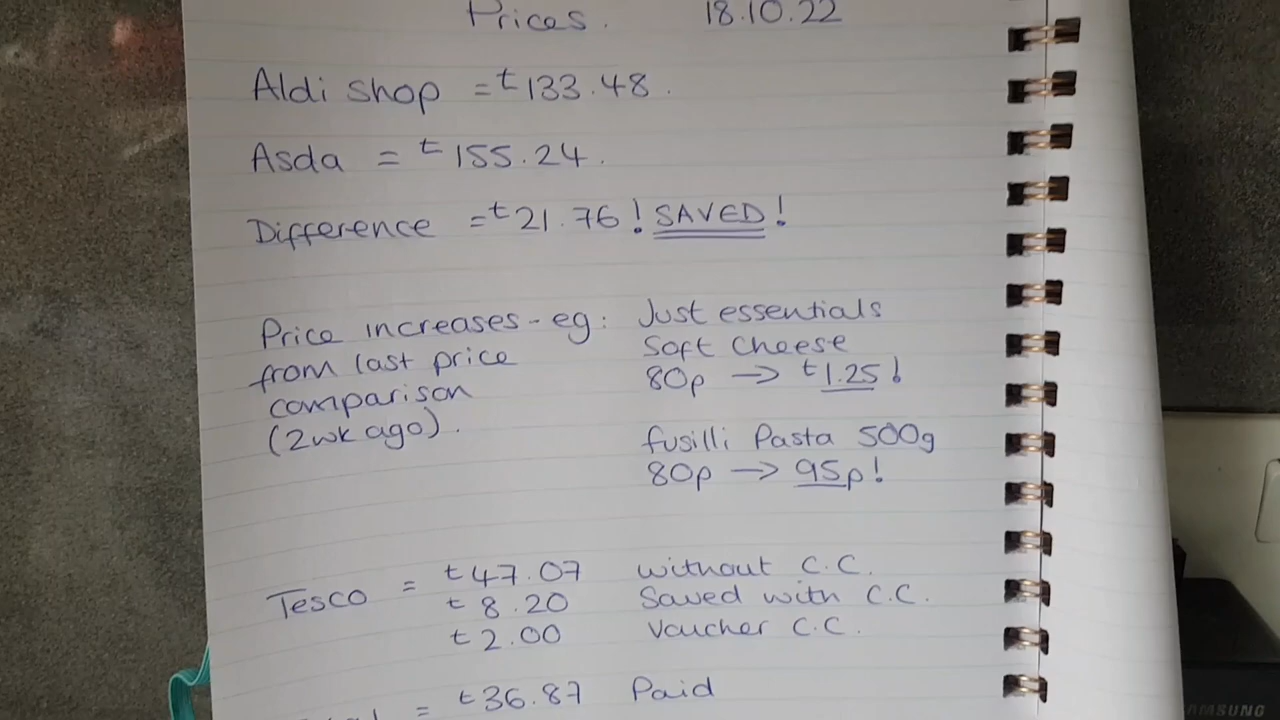 Prices. 18.10.22
Aldi shop = £133.48.
Asda = £155.24.
Difference = £21.76! SAVED!
Price increases - eg:
from last price
comparison
(2wk ago).
Just essentials
Soft Cheese
80p → £1.25!
fusilli Pasta 500g
80p → 95p!
Tesco = £47.07 without C.C.
£8.20 Saved with C.C.
£2.00 Voucher C.C.
= £36.87 Paid
SAMSUNG